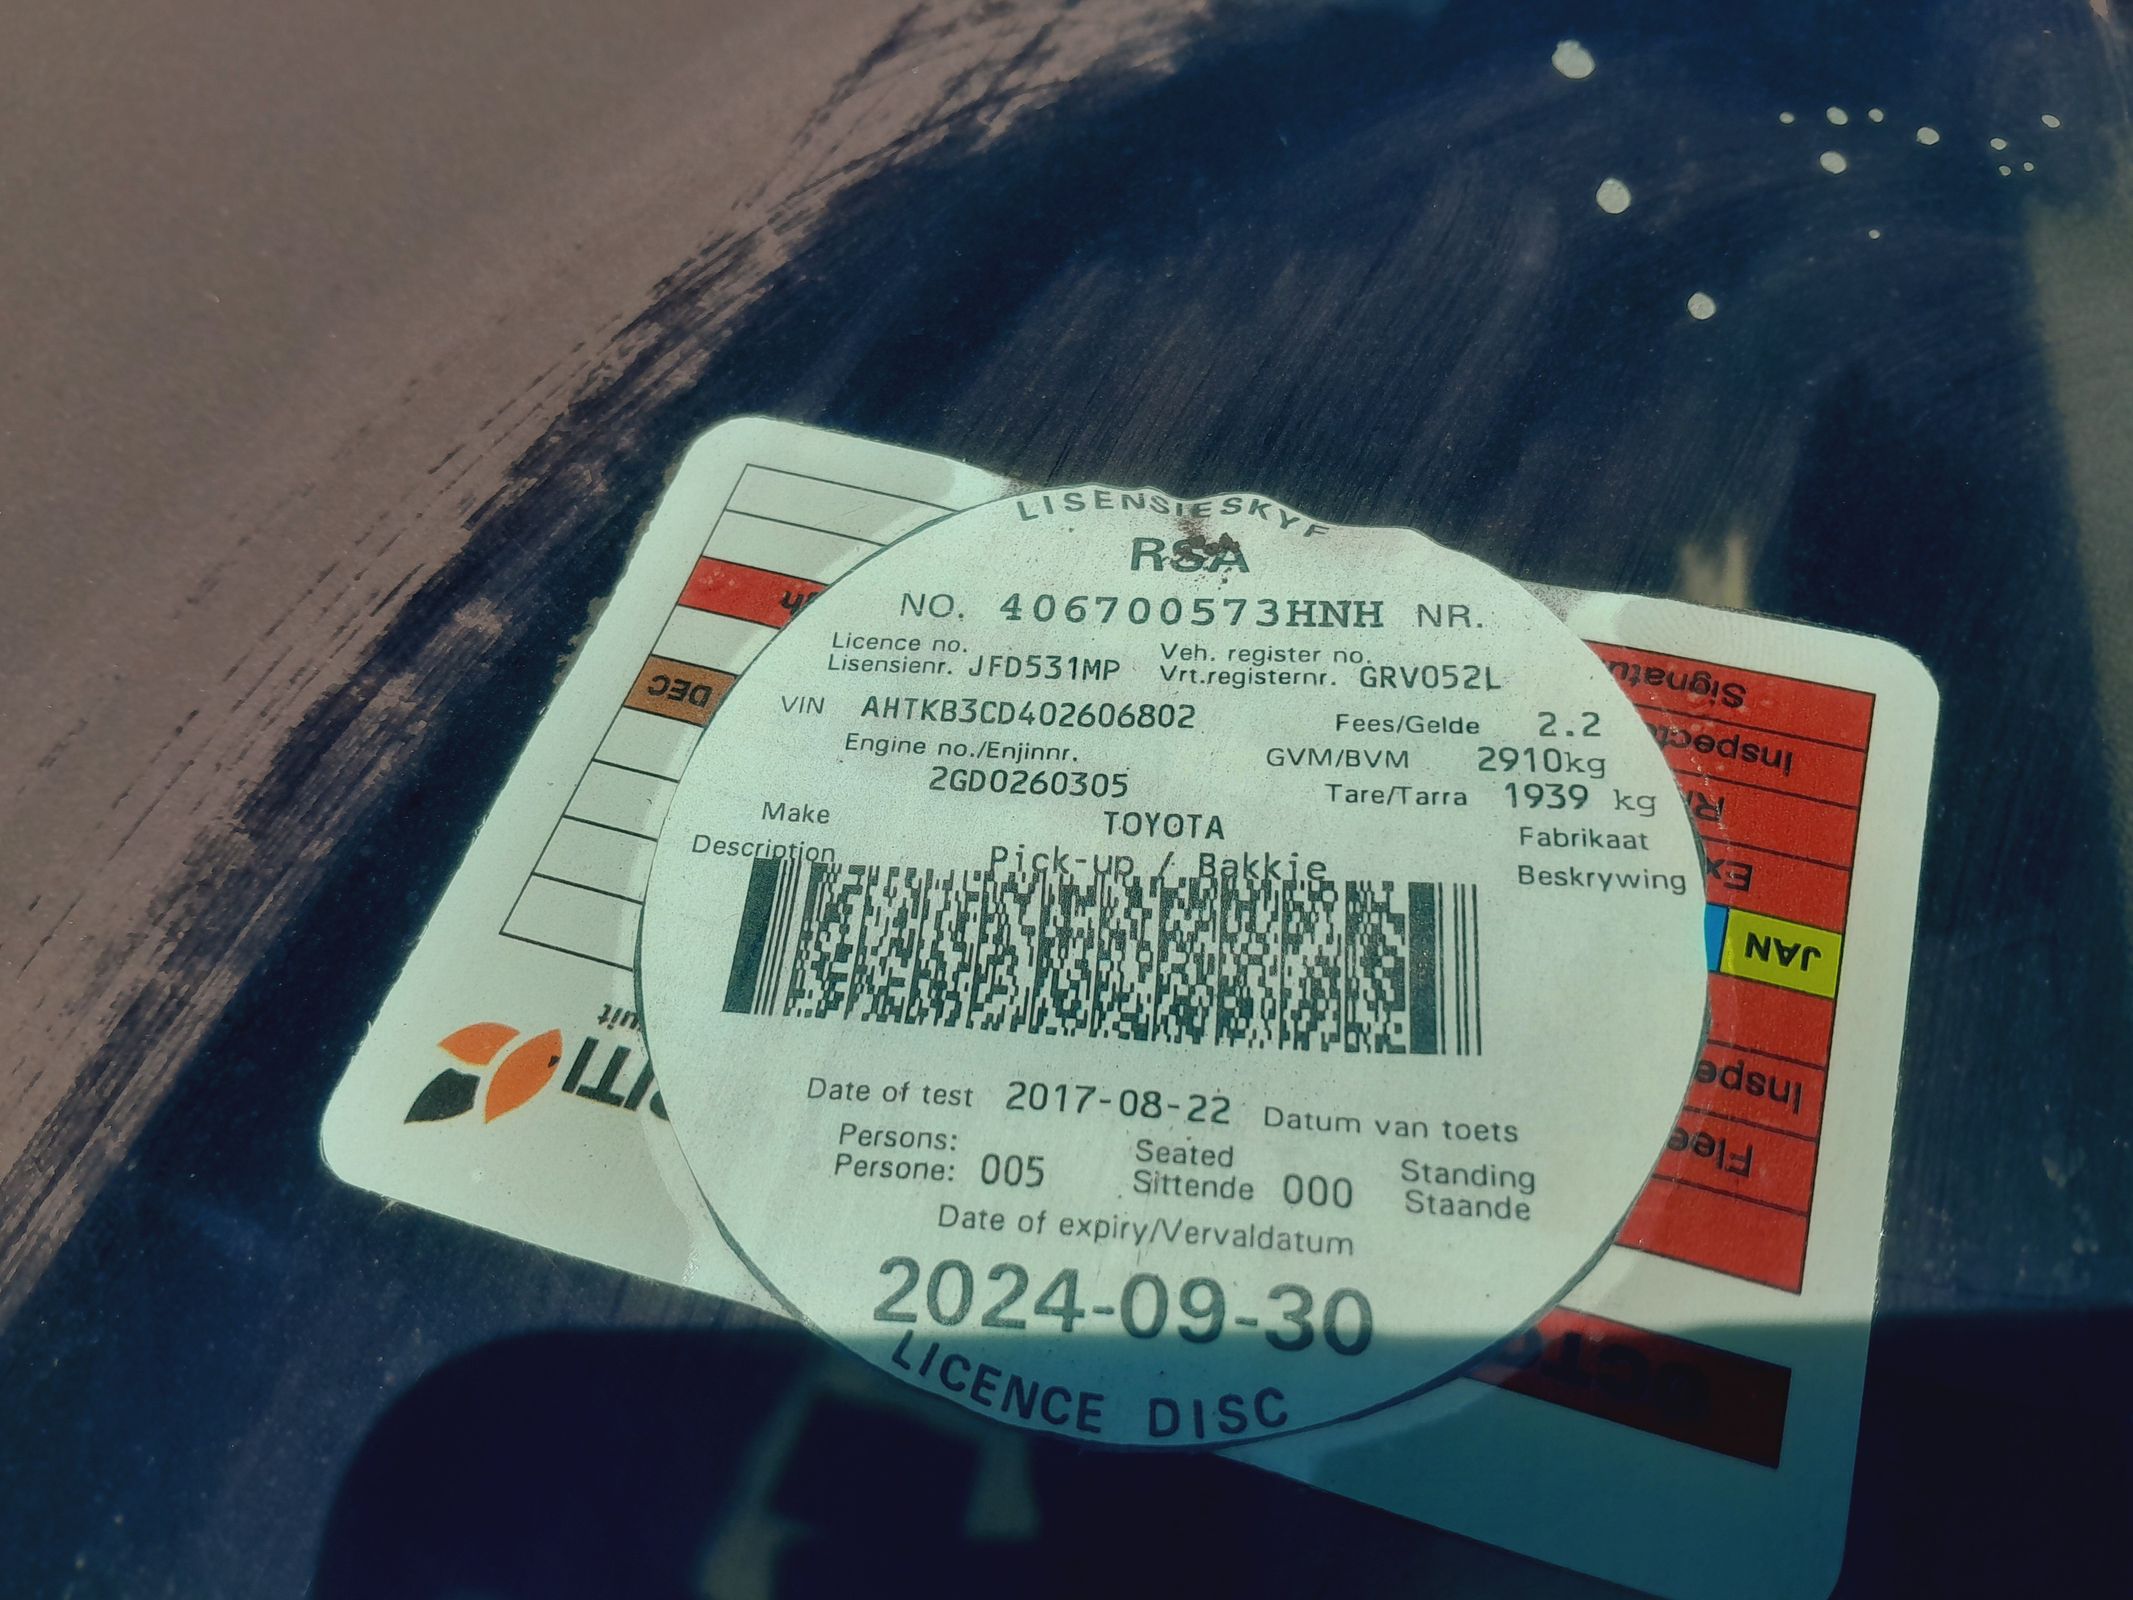 LISENSIESKYF
RSA
NO. 406700573HNH NR.
Licence no. Veh. register no.
Lisensienr. JFD531MP Vrt.registernr. GRV052L
VIN AHTKB3CD402606802 Fees/Gelde 2.2
Engine no./Enjinnr. GVM/BVM 2910kg
2GD0260305 Tare/Tarra 1939 kg
Make TOYOTA Fabrikaat
Description Pick-up / Bakkie Beskrywing
Date of test 2017-08-22 Datum van toets
Persons: Seated Standing
Persone: 005 Sittende 000 Staande
Date of expiry/Vervaldatum
2024-09-30
LICENCE DISC
DEC
JAN